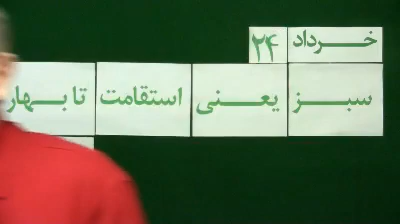 خرداد ۲۴
سبز یعنی استقامت تا بهار